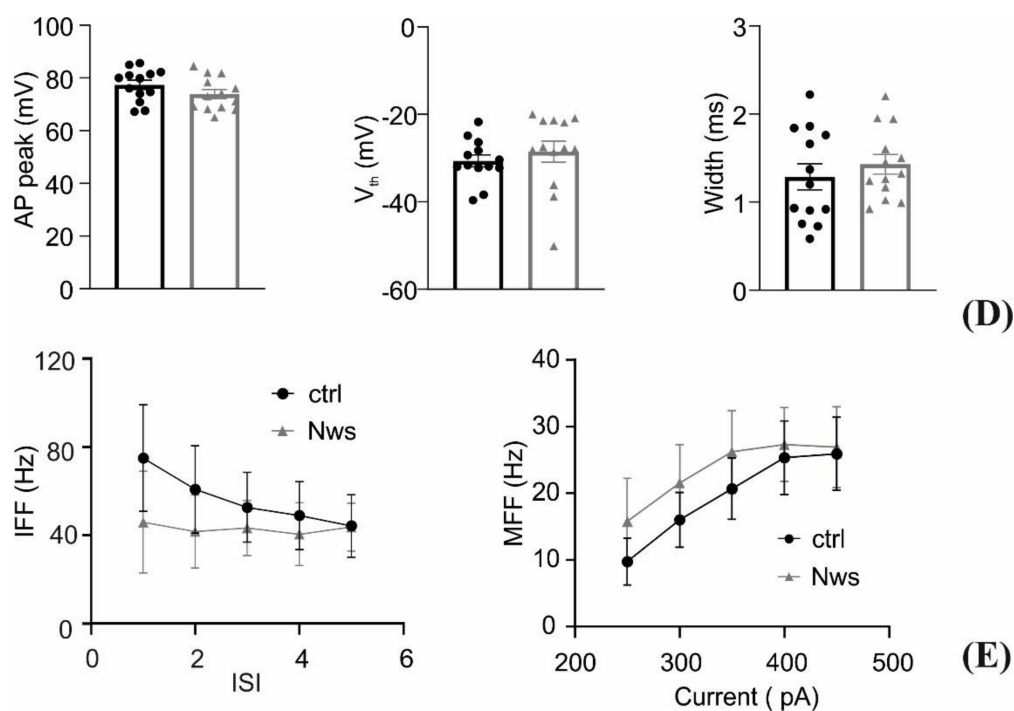 AP peak (mV)
100
80
60
40
20
0
V_th (mV)
0
-20
-40
-60
Width (ms)
3
2
1
0
(D)
IFF (Hz)
120
80
40
0
ctrl
Nws
0 2 4 6
ISI
MFF (Hz)
40
30
20
10
0
ctrl
Nws
200 300 400 500
Current ( pA)
(E)